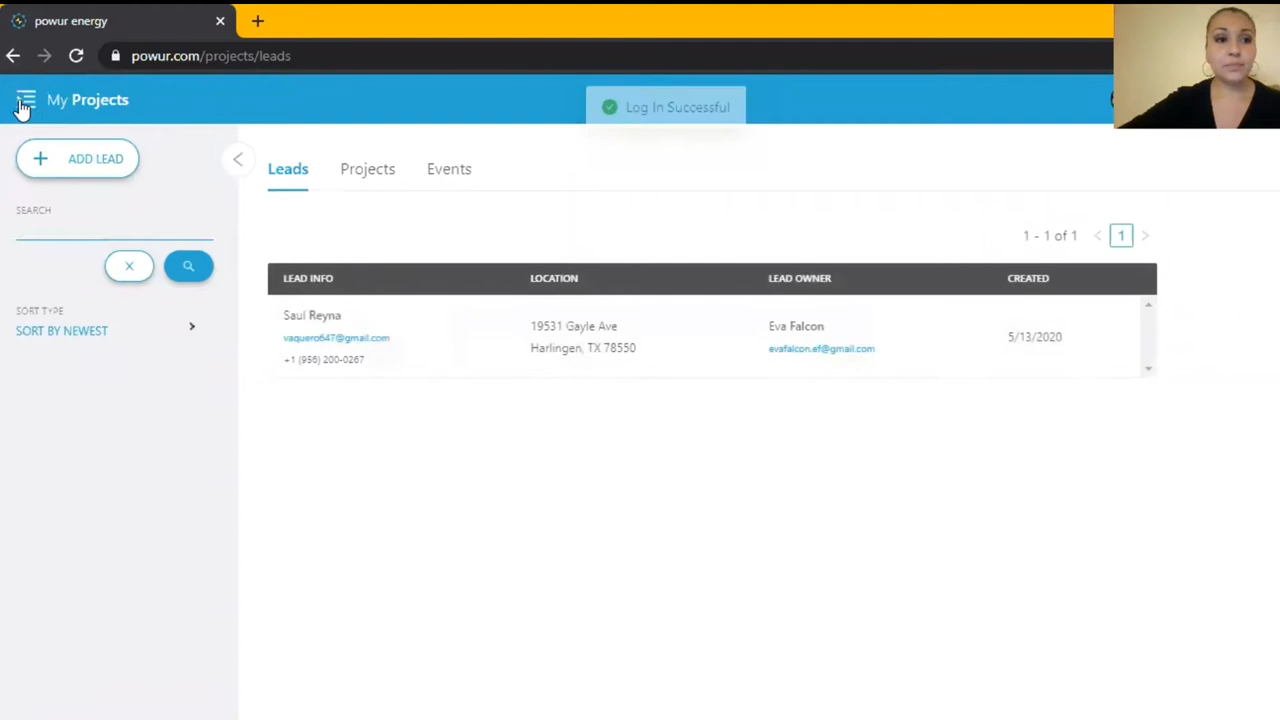 powur energy
powur.com/projects/leads
My Projects
Log In Successful
ADD LEAD
Leads Projects Events
SEARCH
1 - 1 of 1 < 1 >
X
LEAD INFO LOCATION LEAD OWNER CREATED
SORT TYPE
SORT BY NEWEST
Saul Reyna
vaquero647@gmail.com
+1 (956) 200-0267
19531 Gayle Ave
Harlingen, TX 78550
Eva Falcon
evafalcon.ef@gmail.com
5/13/2020